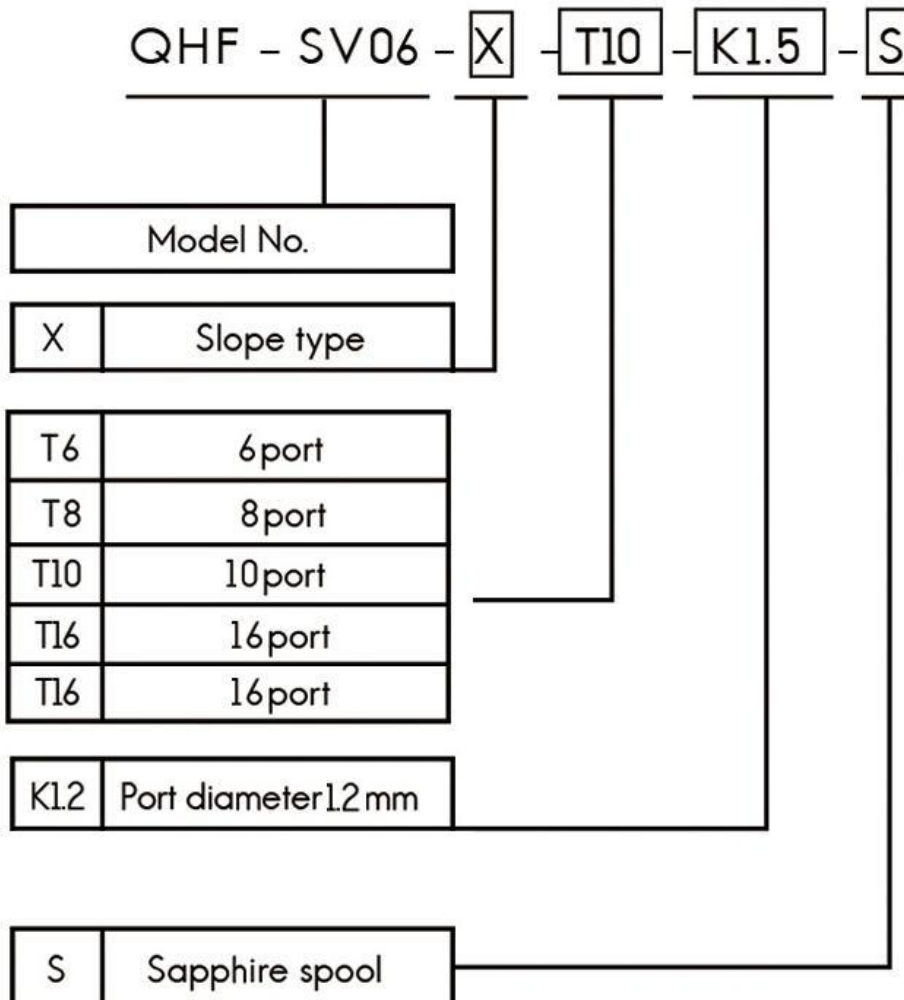 QHF - SV06 - X - T10 - K1.5 - S
Model No.
X Slope type
T6 6port
T8 8port
T10 10port
T16 16port
T16 16port
K1.2 Port diameter1.2mm
S Sapphire spool